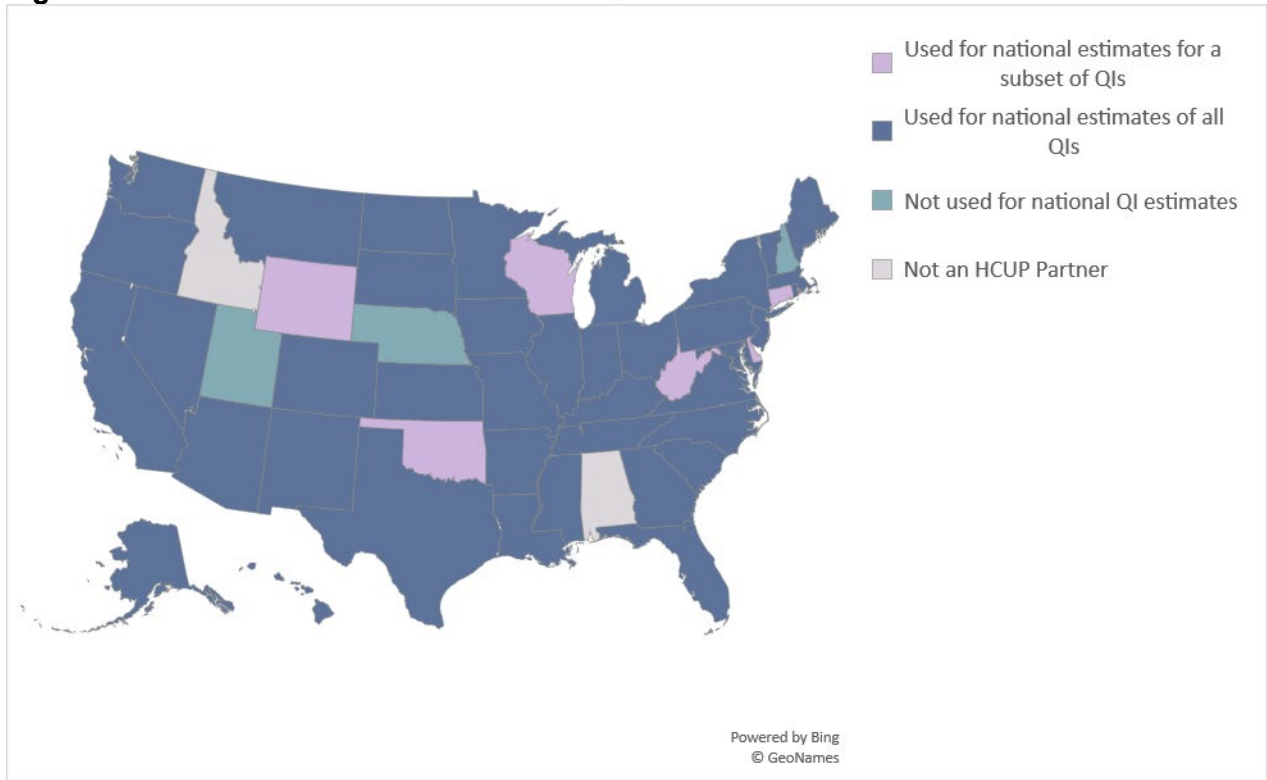 Used for national estimates for a
subset of QIs
Used for national estimates of all
QIs
Not used for national QI estimates
Not an HCUP Partner
Powered by Bing
© GeoNames